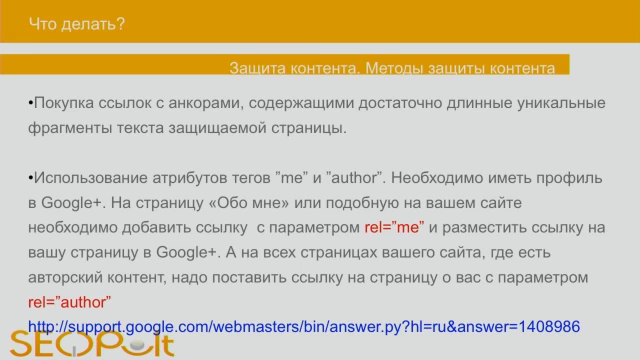 Что делать?
Защита контента. Методы защиты контента
•Покупка ссылок с анкорами, содержащими достаточно длинные уникальные
фрагменты текста защищаемой страницы.
•Использование атрибутов тегов ”me” и ”author”. Необходимо иметь профиль
в Google+. На страницу «Обо мне» или подобную на вашем сайте
необходимо добавить ссылку с параметром rel=”me” и разместить ссылку на
вашу страницу в Google+. А на всех страницах вашего сайта, где есть
авторский контент, надо поставить ссылку на страницу о вас с параметром
rel=”author”
http://support.google.com/webmasters/bin/answer.py?hl=ru&answer=1408986